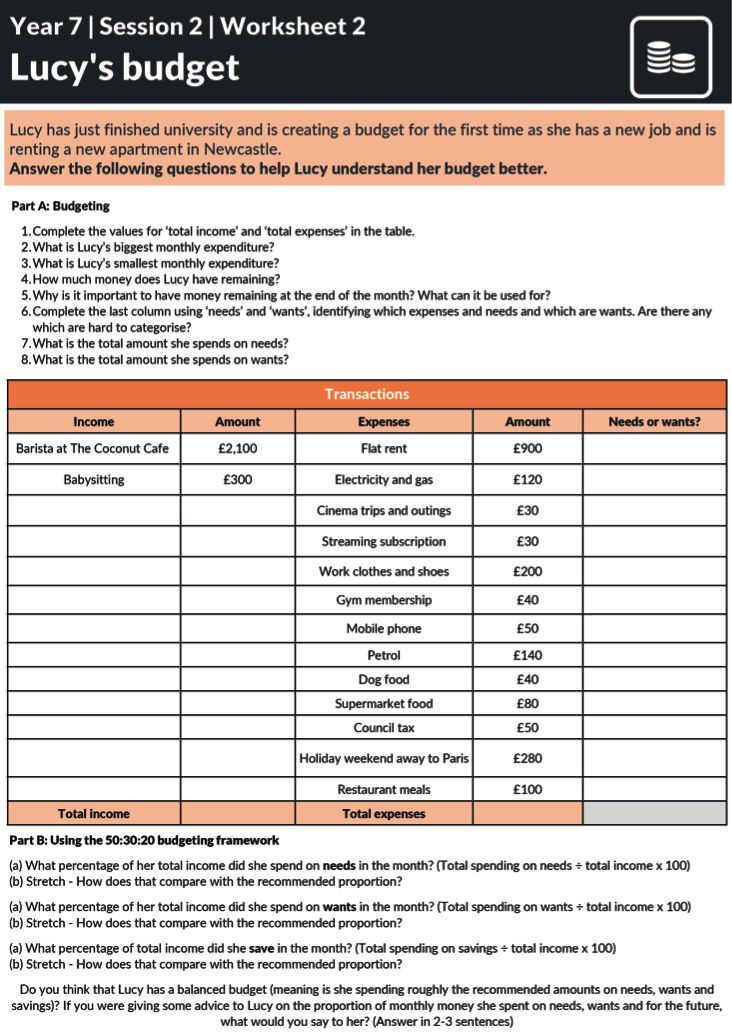 Year 7 | Session 2 | Worksheet 2
Lucy's budget
Lucy has just finished university and is creating a budget for the first time as she has a new job and is
renting a new apartment in Newcastle.
Answer the following questions to help Lucy understand her budget better.
Part A: Budgeting
1. Complete the values for 'total income' and 'total expenses' in the table.
2. What is Lucy's biggest monthly expenditure?
3. What is Lucy's smallest monthly expenditure?
4. How much money does Lucy have remaining?
5. Why is it important to have money remaining at the end of the month? What can it be used for?
6. Complete the last column using 'needs' and 'wants', identifying which expenses and needs and which are wants. Are there any
which are hard to categorise?
7. What is the total amount she spends on needs?
8. What is the total amount she spends on wants?
Transactions
Income Amount Expenses Amount Needs or wants?
Barista at The Coconut Cafe £2,100 Flat rent £900
Babysitting £300 Electricity and gas £120
Cinema trips and outings £30
Streaming subscription £30
Work clothes and shoes £200
Gym membership £40
Mobile phone £50
Petrol £140
Dog food £40
Supermarket food £80
Council tax £50
Holiday weekend away to Paris £280
Restaurant meals £100
Total income Total expenses
Part B: Using the 50:30:20 budgeting framework
(a) What percentage of her total income did she spend on needs in the month? (Total spending on needs ÷ total income x 100)
(b) Stretch - How does that compare with the recommended proportion?
(a) What percentage of her total income did she spend on wants in the month? (Total spending on wants ÷ total income x 100)
(b) Stretch - How does that compare with the recommended proportion?
(a) What percentage of total income did she save in the month? (Total spending on savings ÷ total income x 100)
(b) Stretch - How does that compare with the recommended proportion?
Do you think that Lucy has a balanced budget (meaning is she spending roughly the recommended amounts on needs, wants and
savings)? If you were giving some advice to Lucy on the proportion of monthly money she spent on needs, wants and for the future,
what would you say to her? (Answer in 2-3 sentences)